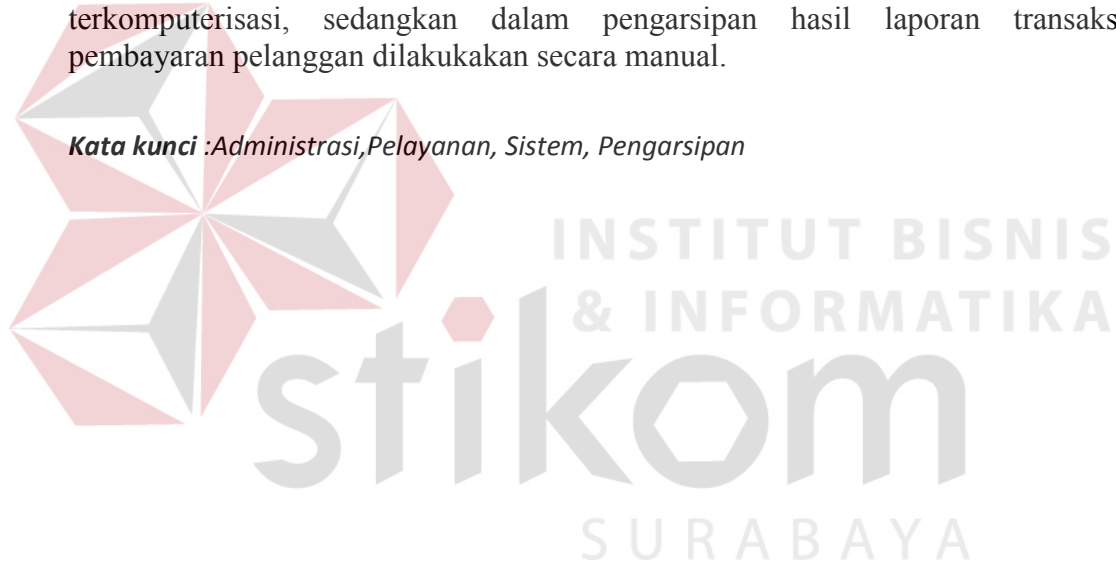 terkomputerisasi, sedangkan dalam pengarsipan hasil laporan transaks
pembayaran pelanggan dilakukakan secara manual.
Kata kunci :Administrasi,Pelayanan, Sistem, Pengarsipan
INSTITUT BISNIS
& INFORMATIKA
stikom
SURABAYA